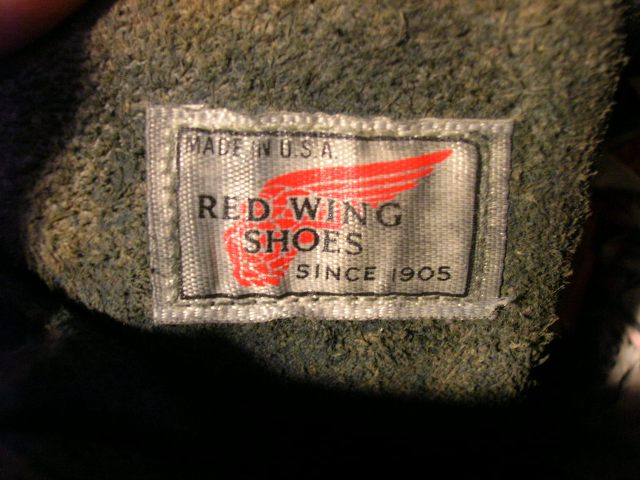 MADE IN U.S.A.
RED WING
SHOES
SINCE 1905